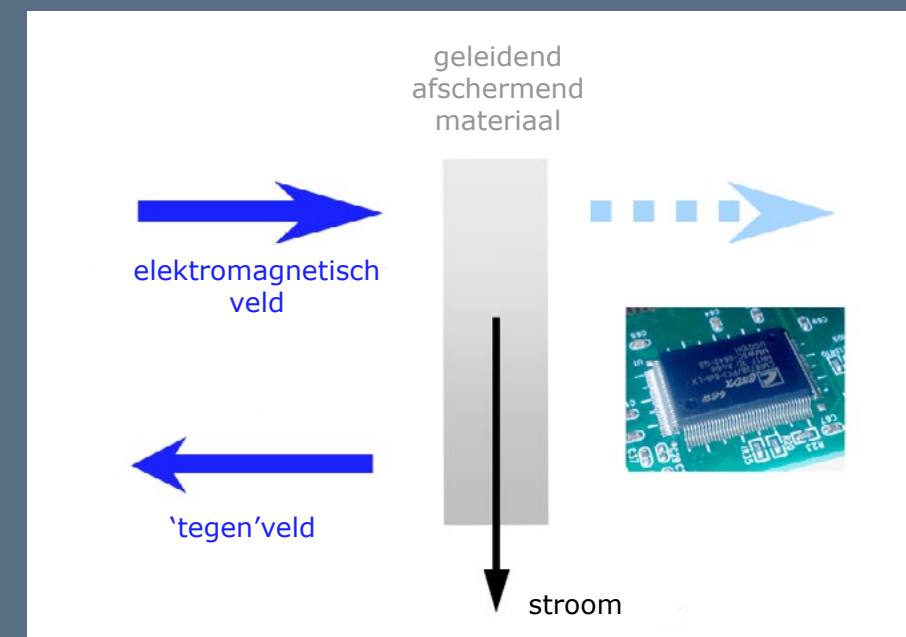 geleidend
afschermend
materiaal
elektromagnetisch
veld
‘tegen’veld
stroom